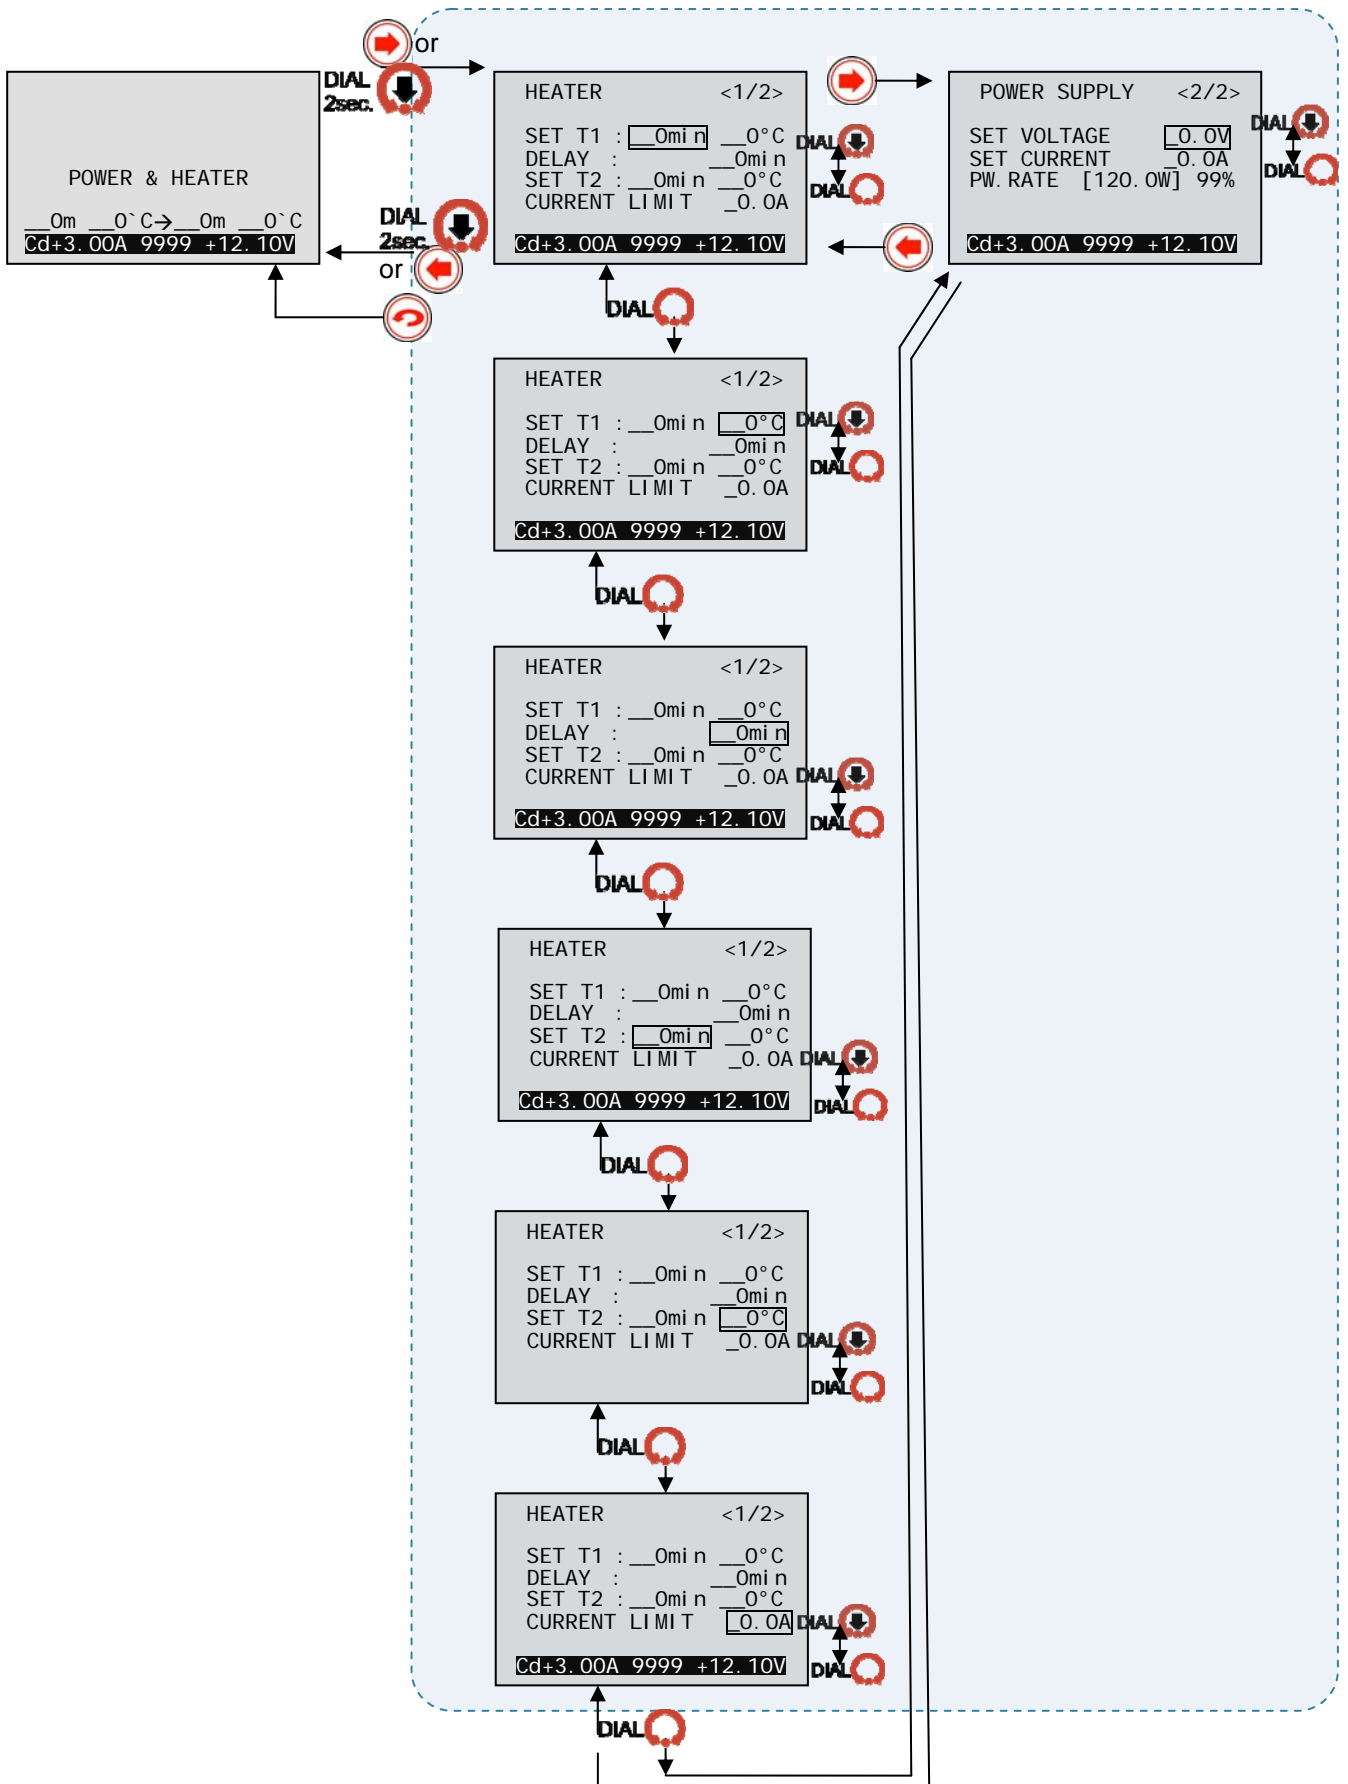 or
DIAL
2sec.
POWER & HEATER
__0m __0`C→__0m __0`C
Cd+3.00A 9999 +12.10V
DIAL
2sec.
or
HEATER <1/2>
SET T1 :__0min __0°C
DELAY : __0min
SET T2 :__0min __0°C
CURRENT LIMIT _0.0A
Cd+3.00A 9999 +12.10V
DIAL
DIAL
POWER SUPPLY <2/2>
SET VOLTAGE _0.0V
SET CURRENT _0.0A
PW.RATE [120.0W] 99%
Cd+3.00A 9999 +12.10V
DIAL
DIAL
DIAL
HEATER <1/2>
SET T1 :__0min __0°C
DELAY : __0min
SET T2 :__0min __0°C
CURRENT LIMIT _0.0A
Cd+3.00A 9999 +12.10V
DIAL
DIAL
DIAL
HEATER <1/2>
SET T1 :__0min __0°C
DELAY : __0min
SET T2 :__0min __0°C
CURRENT LIMIT _0.0A
Cd+3.00A 9999 +12.10V
DIAL
DIAL
DIAL
HEATER <1/2>
SET T1 :__0min __0°C
DELAY : __0min
SET T2 :__0min __0°C
CURRENT LIMIT _0.0A
Cd+3.00A 9999 +12.10V
DIAL
DIAL
DIAL
HEATER <1/2>
SET T1 :__0min __0°C
DELAY : __0min
SET T2 :__0min __0°C
CURRENT LIMIT _0.0A
DIAL
DIAL
DIAL
HEATER <1/2>
SET T1 :__0min __0°C
DELAY : __0min
SET T2 :__0min __0°C
CURRENT LIMIT _0.0A
Cd+3.00A 9999 +12.10V
DIAL
DIAL
DIAL